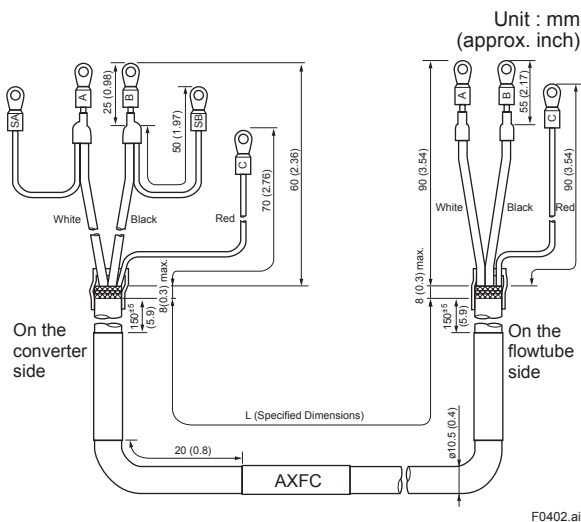 Unit : mm
(approx. inch)
A
B
SA
SB
C
25 (0.98)
50 (1.97)
60 (2.36)
70 (2.76)
White
Black
Red
8(0.3) max.
150±5
(5.9)
On the
converter
side
A
B
C
90 (3.54)
55 (2.17)
90 (3.54)
White
Black
Red
8 (0.3) max.
150±5
(5.9)
On the
flowtube
side
L (Specified Dimensions)
20 (0.8)
AXFC
ø10.5 (0.4)
F0402.ai